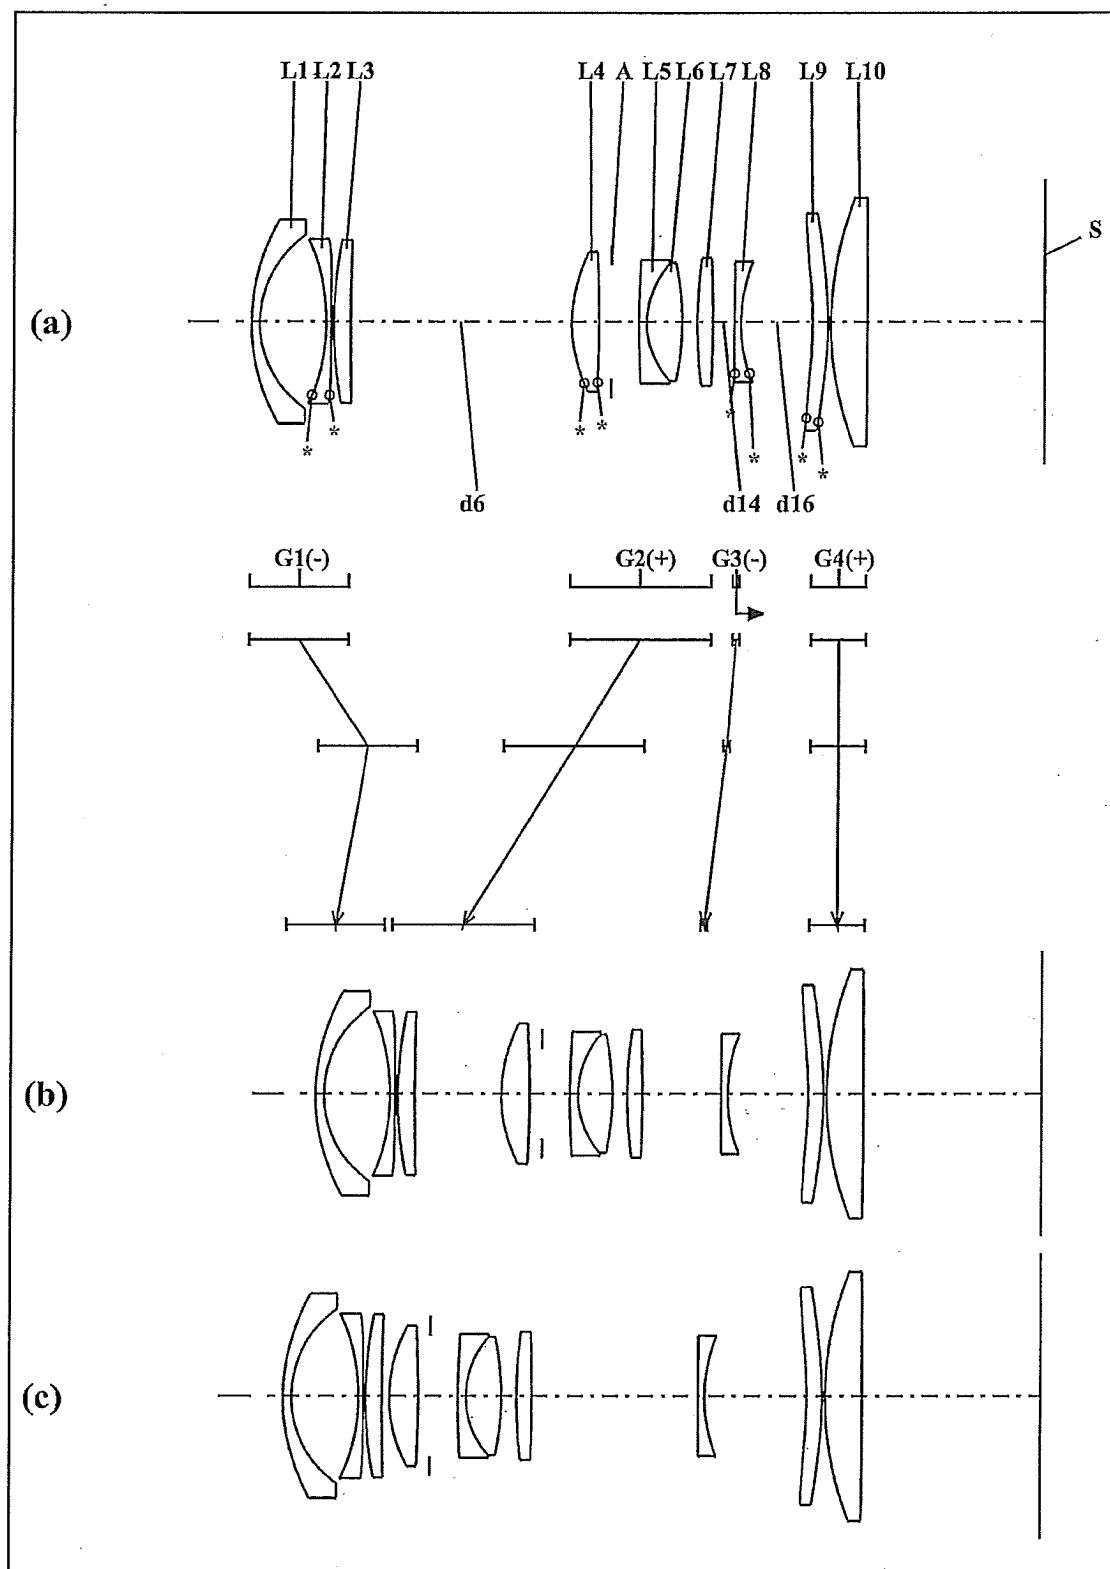 L1 L2 L3 L4 A L5 L6 L7 L8 L9 L10
S
(a)
* * * * * * * *
d6 d14 d16
G1(-) G2(+) G3(-) G4(+)
(b)
(c)